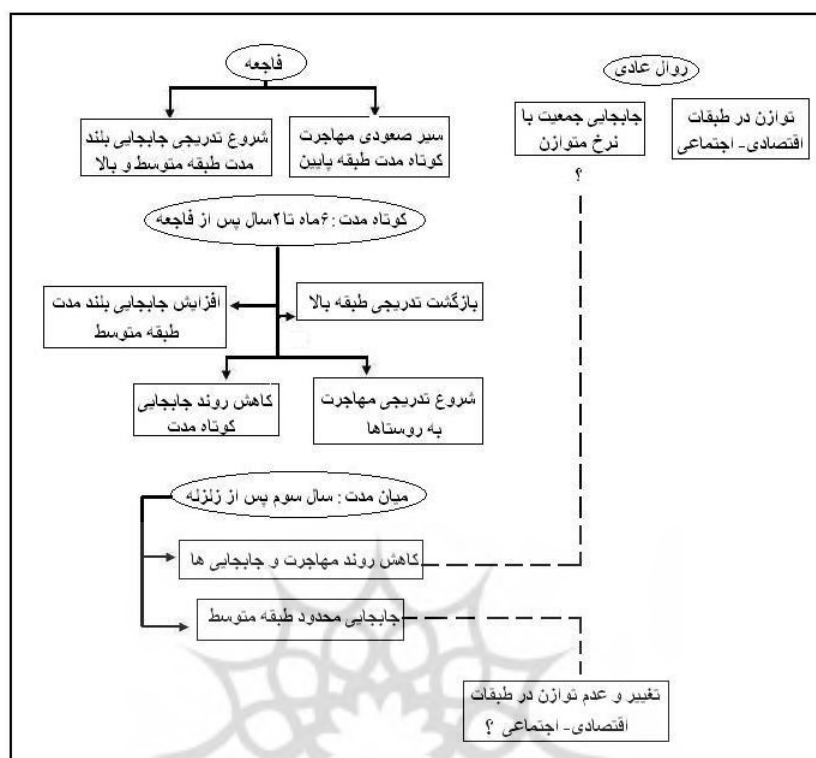 فاجعه
روال عادی
توازن در طبقات
اقتصادی- اجتماعی
جابجایی جمعیت با
نرخ متوازن
؟
سیر صعودی مهاجرت
کوتاه مدت طبقه پایین
شروع تدریجی جابجایی بلند
مدت طبقه متوسط و بالا
کوتاه مدت : ۶ماه تا۲سال پس از فاجعه
بازگشت تدریجی طبقه بالا
افزایش جابجایی بلند مدت
طبقه متوسط
شروع تدریجی مهاجرت
به روستاها
کاهش روند جابجایی
کوتاه مدت
میان مدت : سال سوم پس از زلزله
کاهش روند مهاجرت و جابجایی ها
جابجایی محدود طبقه متوسط
تغییر و عدم توازن در طبقات
اقتصادی- اجتماعی ؟